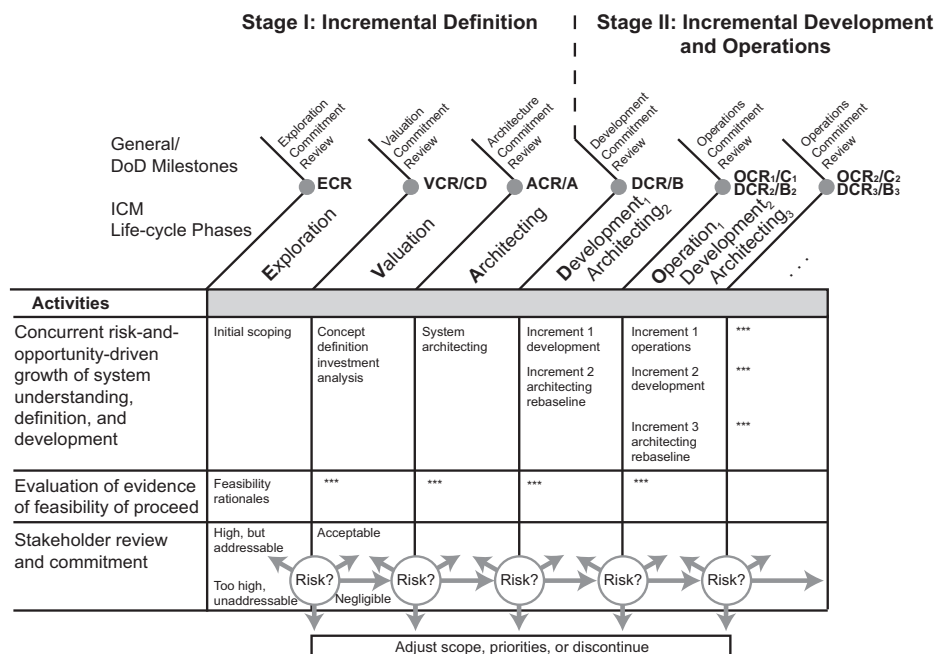 Stage I: Incremental Definition
Stage II: Incremental Development
and Operations
General/
DoD Milestones
Exploration
Commitment
Review
Valuation
Commitment
Review
Architecture
Commitment
Review
Development
Commitment
Review
Operations
Commitment
Review
Operations
Commitment
Review
ECR
VCR/CD
ACR/A
DCR/B
OCR₁/C₁
DCR₂/B₂
OCR₂/C₂
DCR₃/B₃
ICM
Life-cycle Phases
Exploration
Valuation
Architecting
Development₁
Architecting₂
Operation₁
Development₂
Architecting₃
. . .
Activities
Concurrent risk-and-
opportunity-driven
growth of system
understanding,
definition, and
development
Initial scoping
Concept
definition
investment
analysis
System
architecting
Increment 1
development
Increment 2
architecting
rebaseline
Increment 1
operations
Increment 2
development
Increment 3
architecting
rebaseline
***
***
***
Evaluation of evidence
of feasibility of proceed
Feasibility
rationales
***
***
***
***
Stakeholder review
and commitment
High, but
addressable
Acceptable
Too high,
unaddressable
Negligible
Risk?
Risk?
Risk?
Risk?
Risk?
Adjust scope, priorities, or discontinue